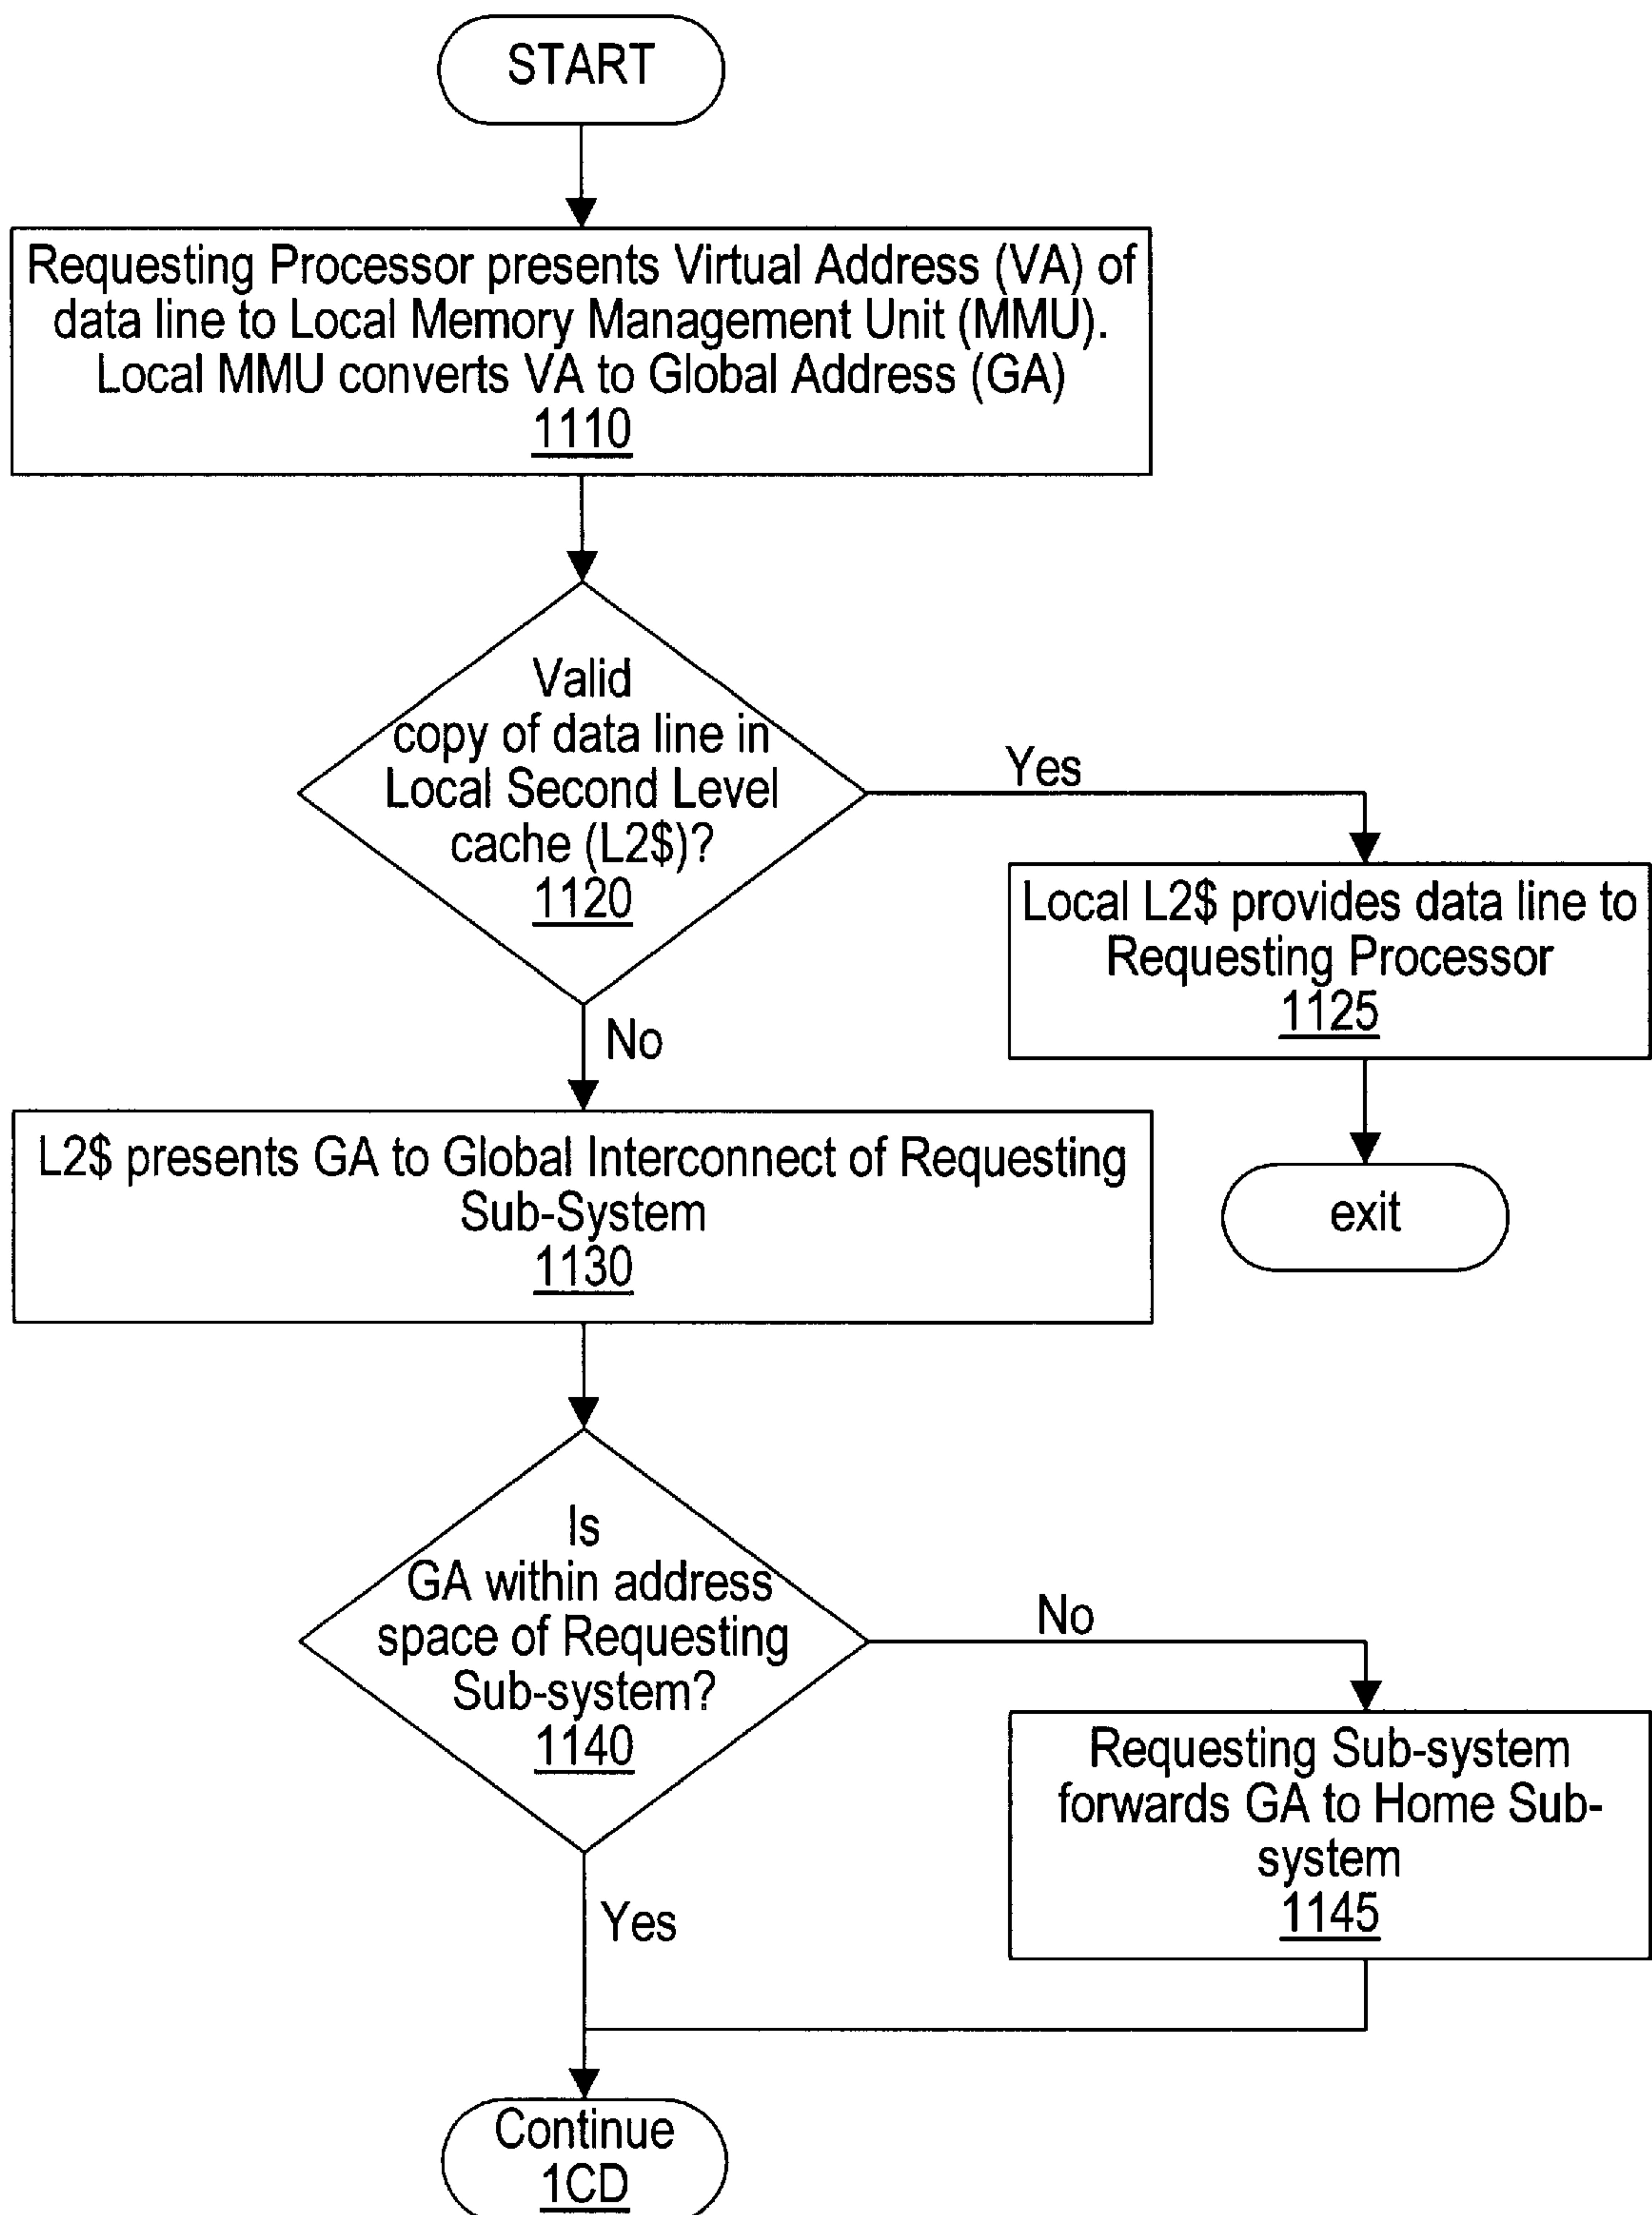 START
Requesting Processor presents Virtual Address (VA) of
data line to Local Memory Management Unit (MMU).
Local MMU converts VA to Global Address (GA)
1110
Valid
copy of data line in
Local Second Level
cache (L2$)?
1120
Yes
Local L2$ provides data line to
Requesting Processor
1125
No
exit
L2$ presents GA to Global Interconnect of Requesting
Sub-System
1130
Is
GA within address
space of Requesting
Sub-system?
1140
No
Requesting Sub-system
forwards GA to Home Sub-
system
1145
Yes
Continue
1CD